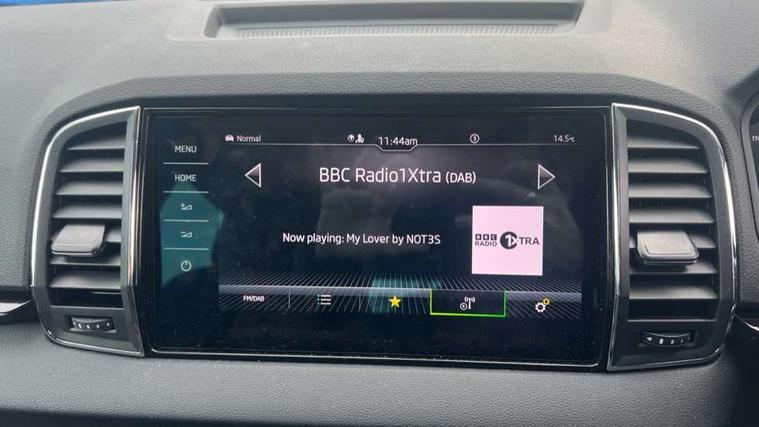 Normal
11:44am
3
14.5°C
MENU
HOME
BBC Radio1Xtra (DAB)
Now playing: My Lover by NOT3S
BBC
RADIO
1XTRA
FM/DAB